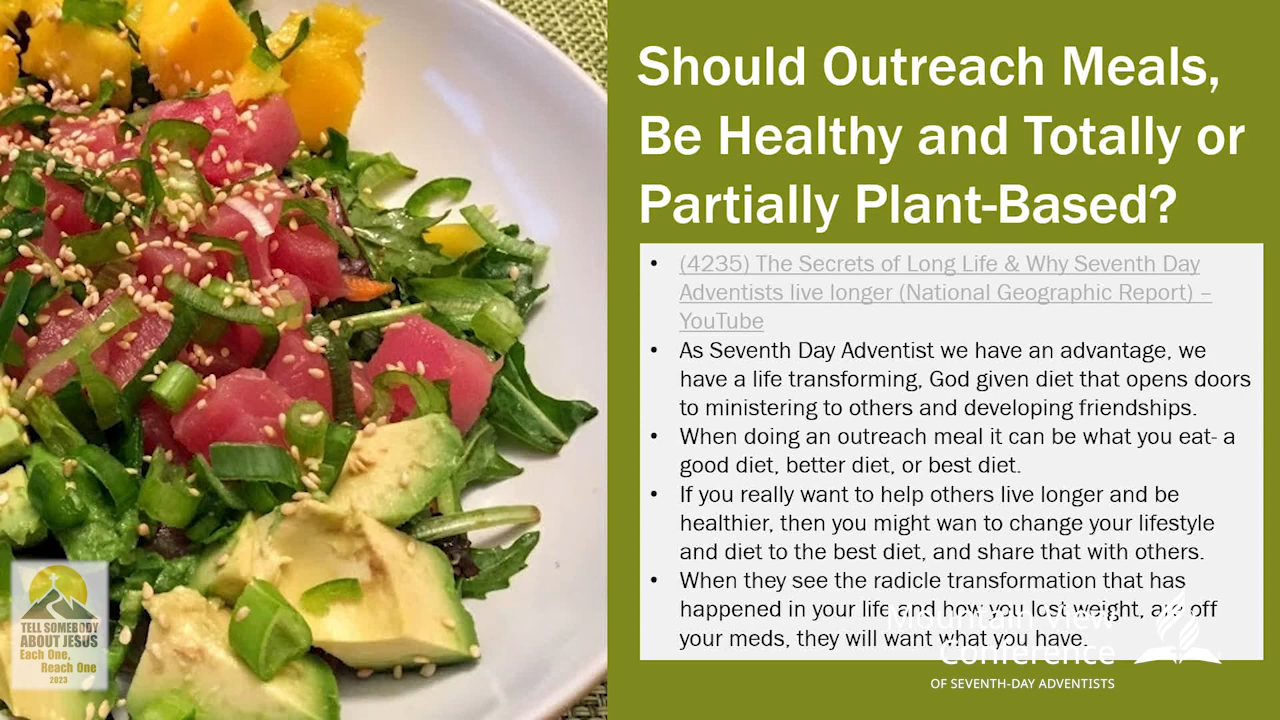 Should Outreach Meals,
Be Healthy and Totally or
Partially Plant-Based?
• (4235) The Secrets of Long Life & Why Seventh Day
Adventists live longer (National Geographic Report) –
YouTube
• As Seventh Day Adventist we have an advantage, we
have a life transforming, God given diet that opens doors
to ministering to others and developing friendships.
• When doing an outreach meal it can be what you eat- a
good diet, better diet, or best diet.
• If you really want to help others live longer and be
healthier, then you might wan to change your lifestyle
and diet to the best diet, and share that with others.
• When they see the radicle transformation that has
happened in your life and how you lost weight, are off
your meds, they will want what you have.
Mountain View
Conference
OF SEVENTH-DAY ADVENTISTS
TELL SOMEBODY
ABOUT JESUS
Each One,
Reach One
2023